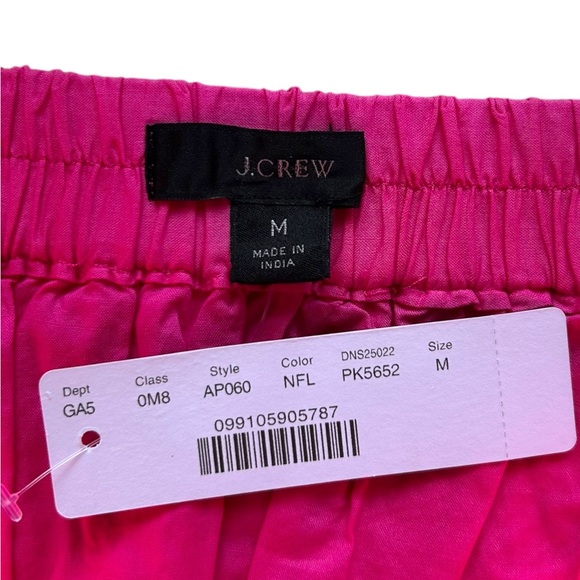 J.CREW
M
MADE IN
INDIA
Dept Class Style Color DNS25022 Size
GA5 0M8 AP060 NFL PK5652 M
099105905787